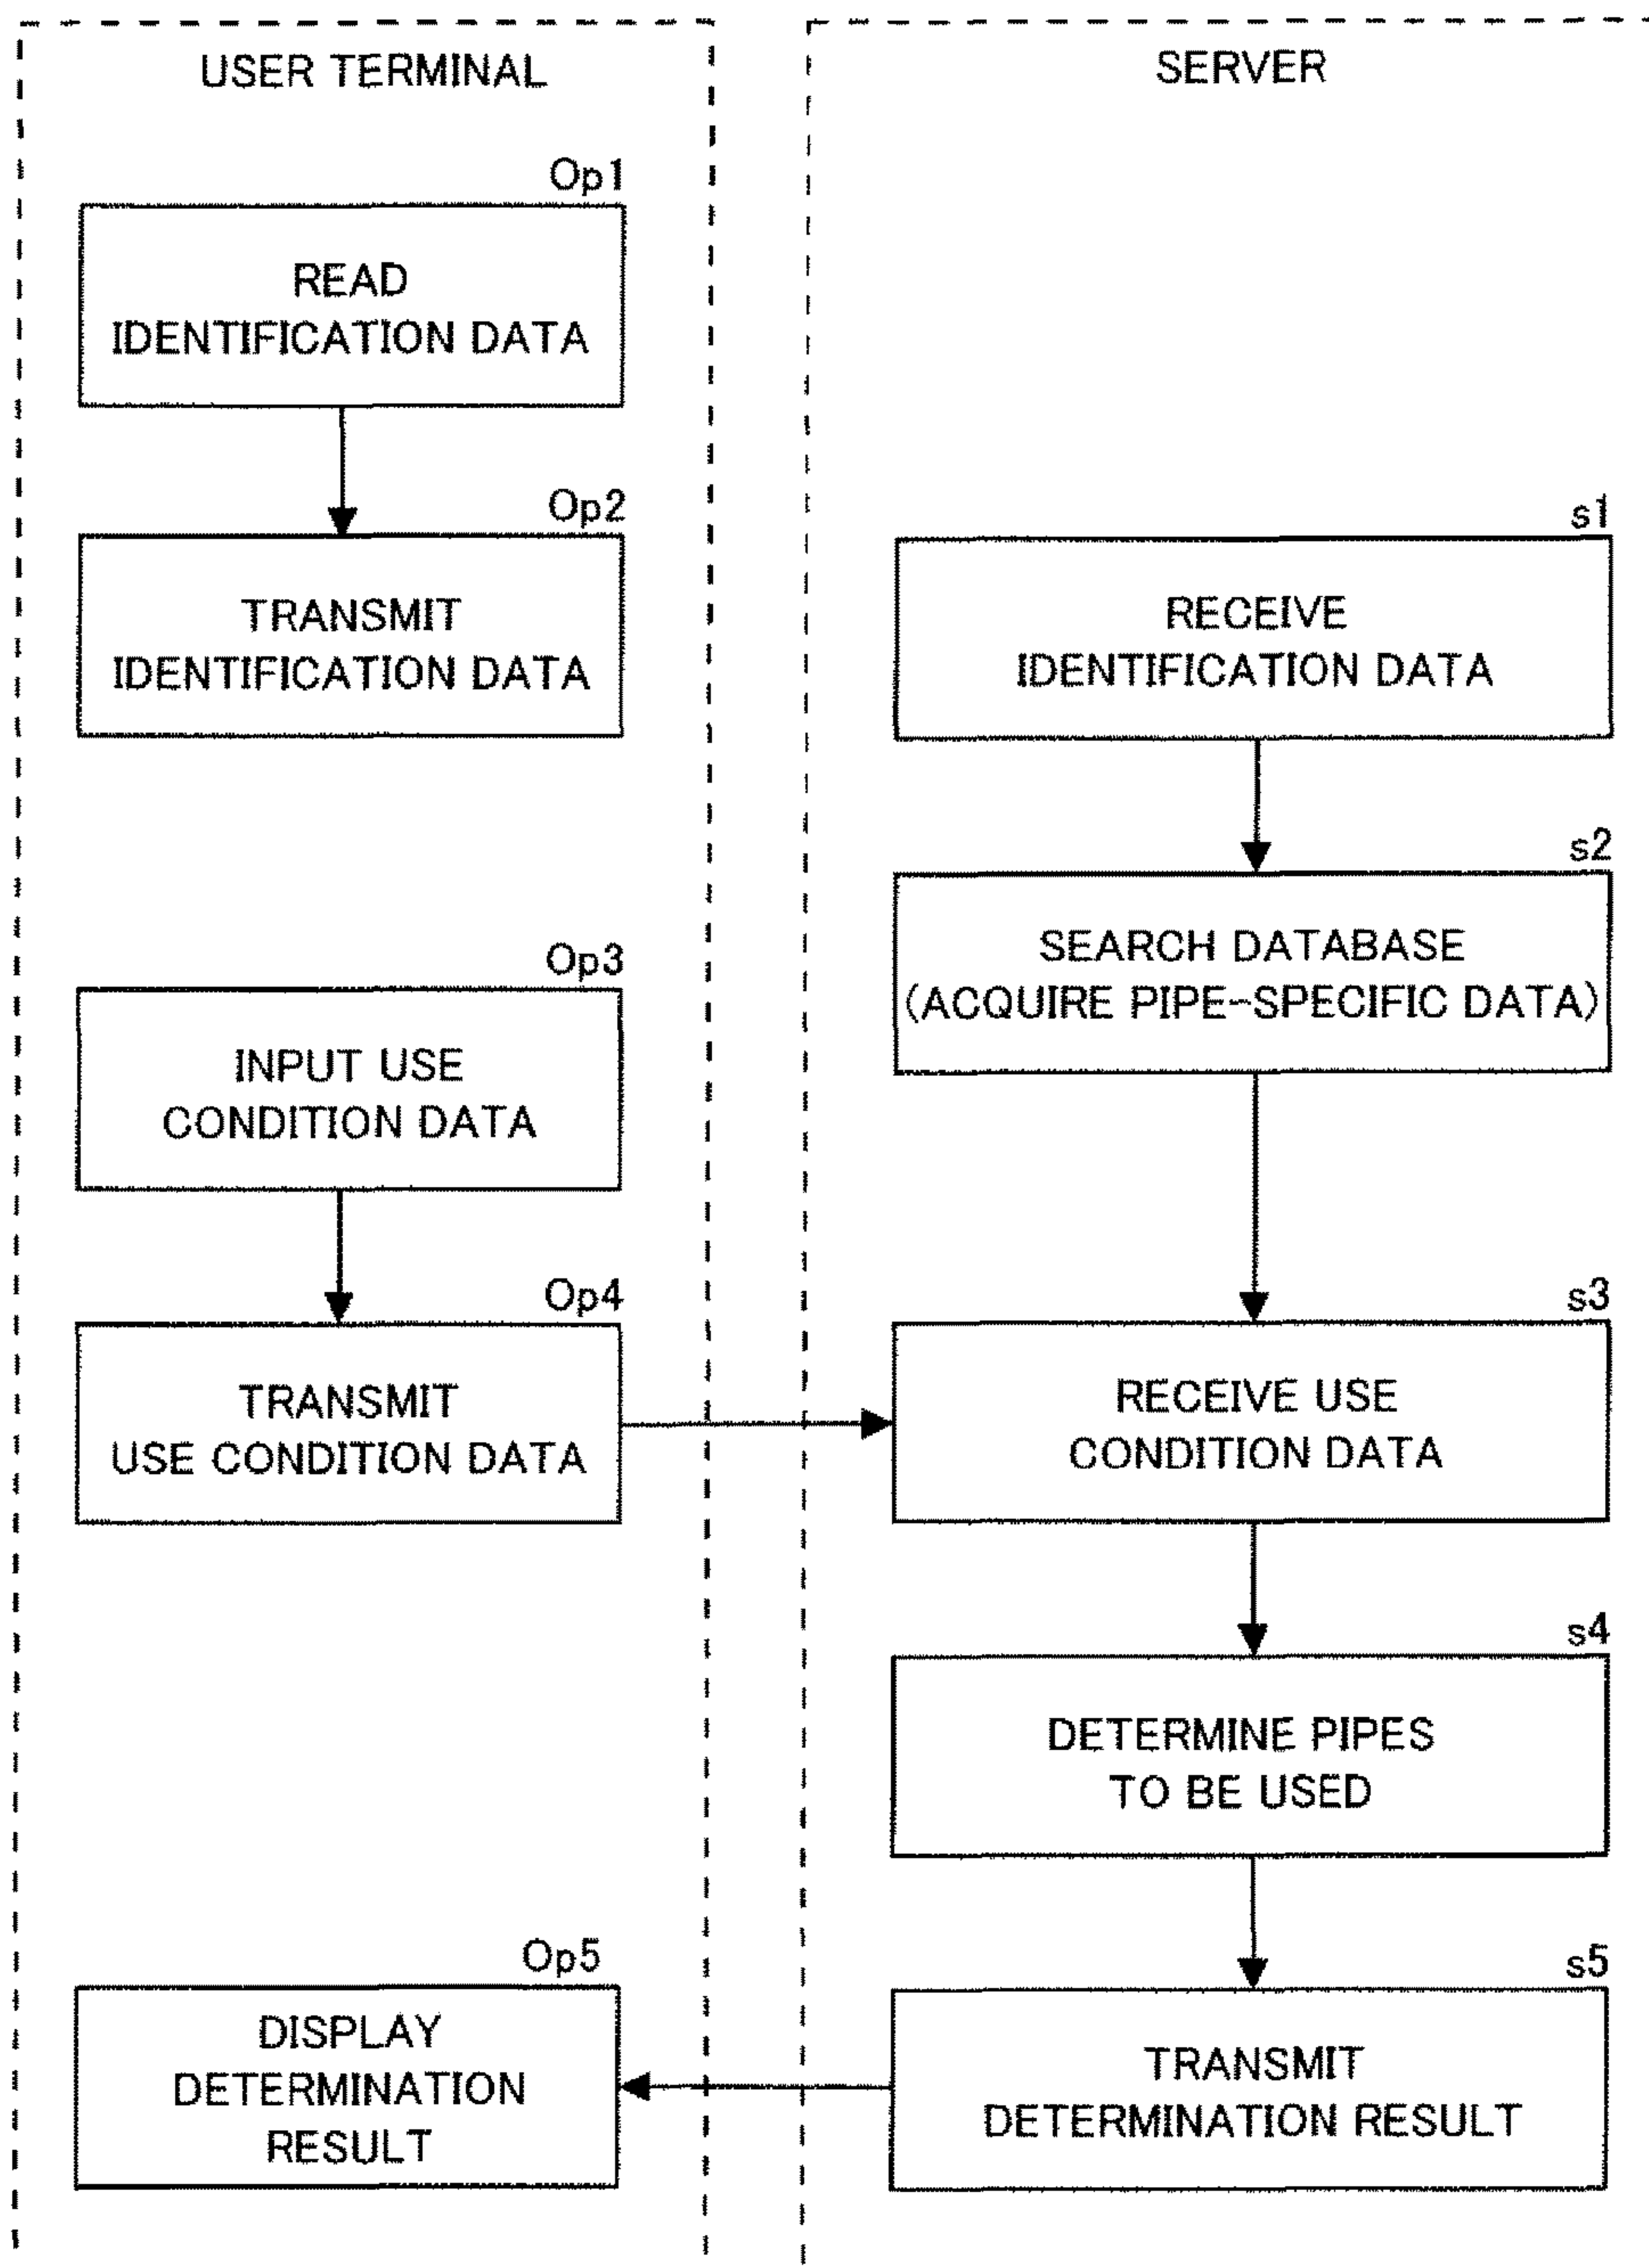 USER TERMINAL
Op1
READ
IDENTIFICATION DATA
Op2
TRANSMIT
IDENTIFICATION DATA
Op3
INPUT USE
CONDITION DATA
Op4
TRANSMIT
USE CONDITION DATA
Op5
DISPLAY
DETERMINATION
RESULT
SERVER
s1
RECEIVE
IDENTIFICATION DATA
s2
SEARCH DATABASE
(ACQUIRE PIPE-SPECIFIC DATA)
s3
RECEIVE USE
CONDITION DATA
s4
DETERMINE PIPES
TO BE USED
s5
TRANSMIT
DETERMINATION RESULT